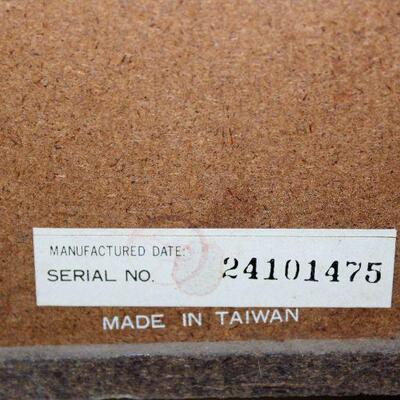 MANUFACTURED DATE:
SERIAL NO. 24101475
MADE IN TAIWAN